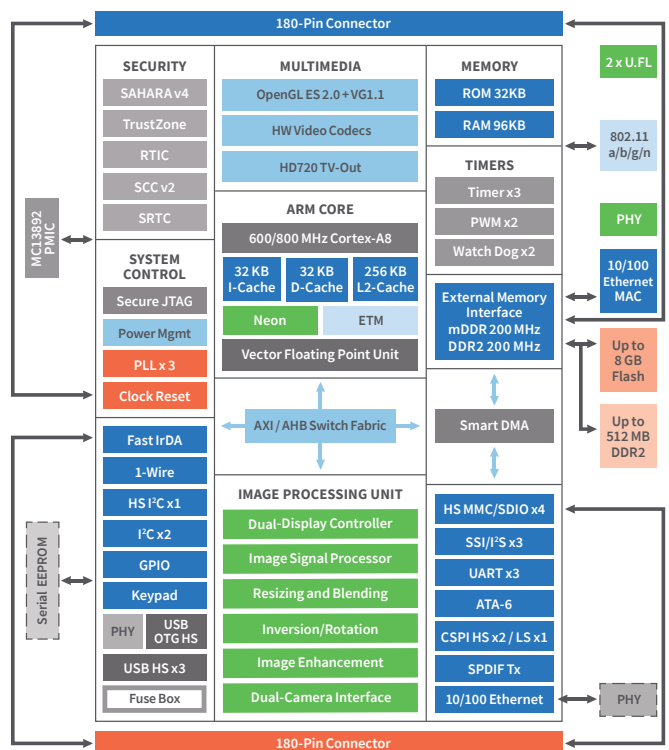 180-Pin Connector
SECURITY
SAHARA v4
TrustZone
RTIC
SCC v2
SRTC
MC13892
PMIC
SYSTEM
CONTROL
Secure JTAG
Power Mgmt
PLL x 3
Clock Reset
Fast IrDA
1-Wire
HS I²C x1
I²C x2
GPIO
Keypad
PHY
USB
OTG HS
USB HS x3
Fuse Box
Serial EEPROM
MULTIMEDIA
OpenGL ES 2.0 + VG1.1
HW Video Codecs
HD720 TV-Out
ARM CORE
600/800 MHz Cortex-A8
32 KB
I-Cache
32 KB
D-Cache
256 KB
L2-Cache
Neon
ETM
Vector Floating Point Unit
AXI / AHB Switch Fabric
IMAGE PROCESSING UNIT
Dual-Display Controller
Image Signal Processor
Resizing and Blending
Inversion/Rotation
Image Enhancement
Dual-Camera Interface
MEMORY
ROM 32KB
RAM 96KB
TIMERS
Timer x3
PWM x2
Watch Dog x2
External Memory
Interface
mDDR 200 MHz
DDR2 200 MHz
Smart DMA
HS MMC/SDIO x4
SSI/I²S x3
UART x3
ATA-6
CSPI HS x2 / LS x1
SPDIF Tx
10/100 Ethernet
2 x U.FL
802.11
a/b/g/n
PHY
10/100
Ethernet
MAC
Up to
8 GB
Flash
Up to
512 MB
DDR2
PHY
180-Pin Connector